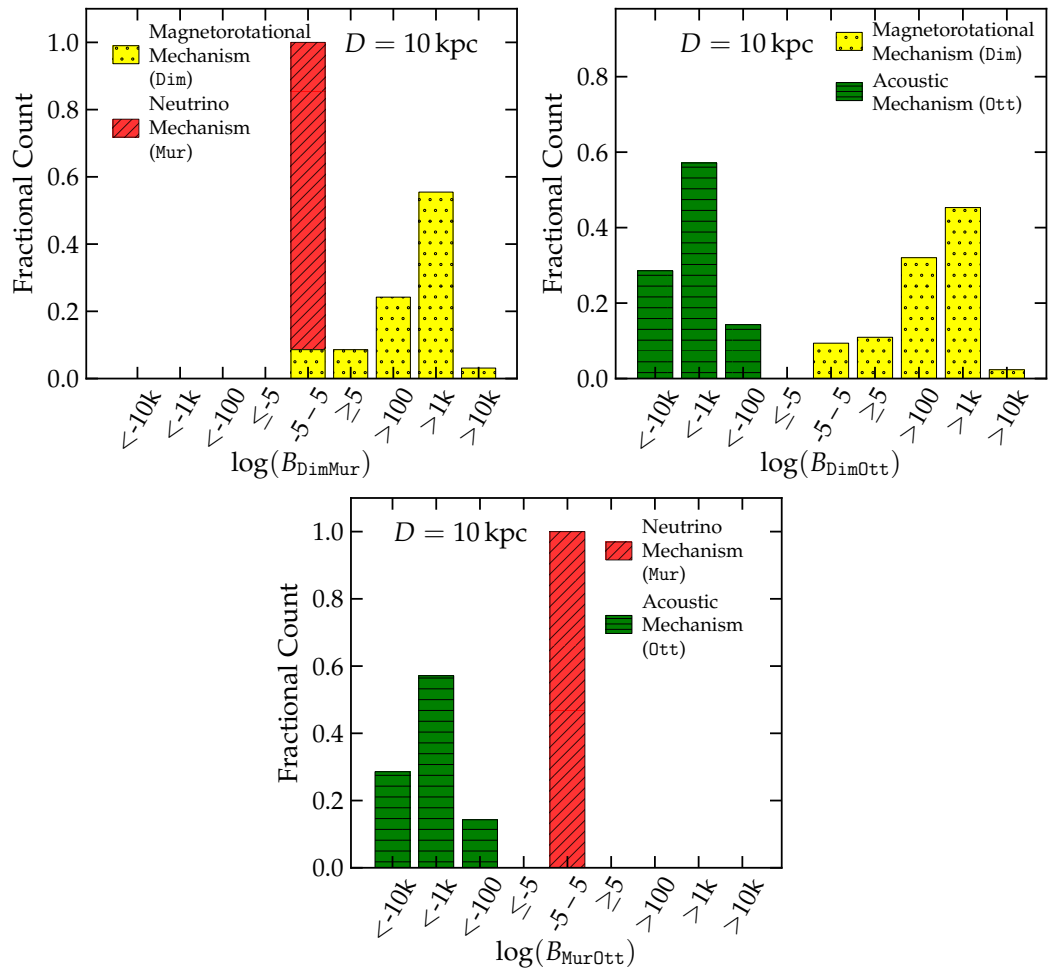 Magnetorotational
Mechanism
(Dim)
Neutrino
Mechanism
(Mur)
D = 10 kpc
Fractional Count
1.0
0.8
0.6
0.4
0.2
0.0
<-10k
<-1k
<-100
≤-5
-5 – 5
≥5
>100
>1k
>10k
log(B_DimMur)
D = 10 kpc
Magnetorotational
Mechanism (Dim)
Acoustic
Mechanism (Ott)
Fractional Count
0.8
0.6
0.4
0.2
0.0
<-10k
<-1k
<-100
≤-5
-5 – 5
≥5
>100
>1k
>10k
log(B_DimOtt)
D = 10 kpc
Neutrino
Mechanism
(Mur)
Acoustic
Mechanism
(Ott)
Fractional Count
1.0
0.8
0.6
0.4
0.2
0.0
<-10k
<-1k
<-100
≤-5
-5 – 5
≥5
>100
>1k
>10k
log(B_MurOtt)